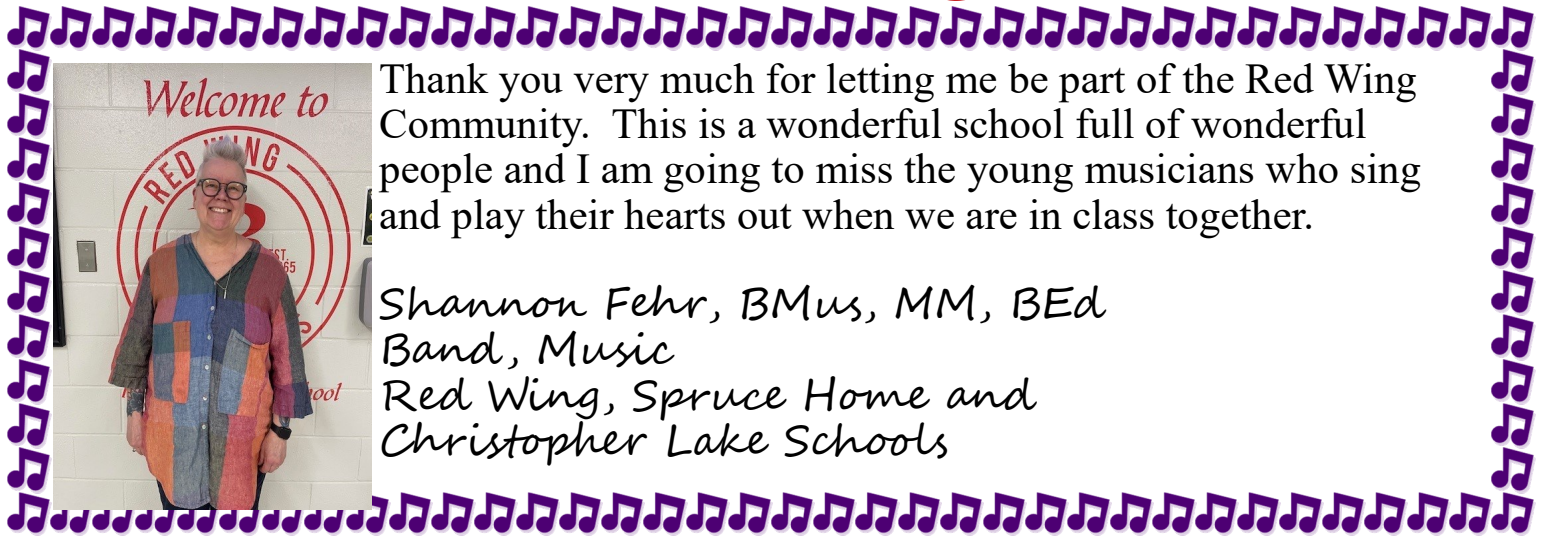 Welcome to
RED WING
EST.
Thank you very much for letting me be part of the Red Wing
Community.  This is a wonderful school full of wonderful
people and I am going to miss the young musicians who sing
and play their hearts out when we are in class together.
Shannon Fehr, BMus, MM, BEd
Band, Music
Red Wing, Spruce Home and
Christopher Lake Schools